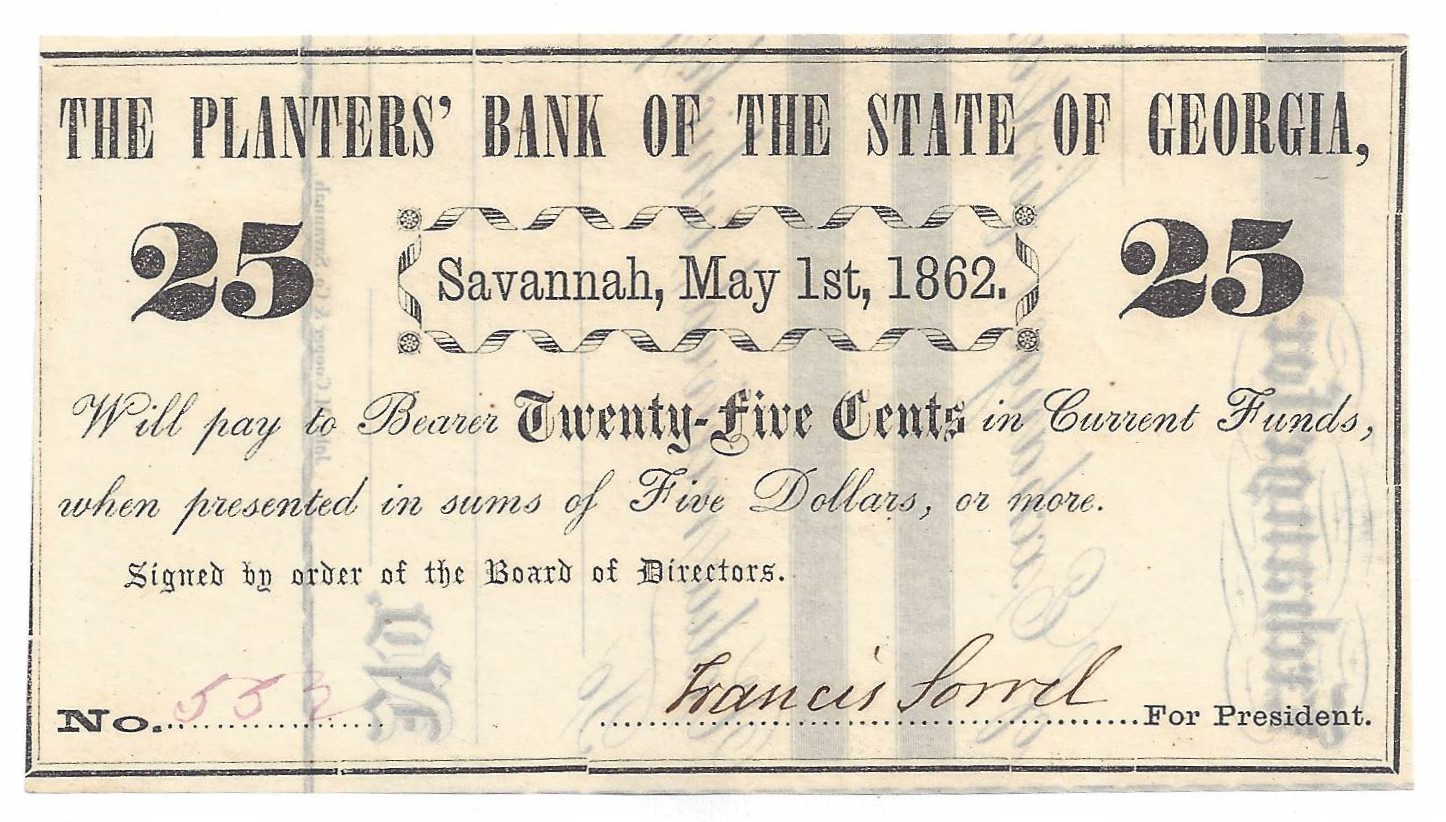 THE PLANTERS' BANK OF THE STATE OF GEORGIA,
25 Savannah, May 1st, 1862. 25
Will pay to Bearer Twenty-Five Cents in Current Funds,
when presented in sums of Five Dollars, or more.
Signed by order of the Board of Directors.
No. 553 Francis Sorrel For President.